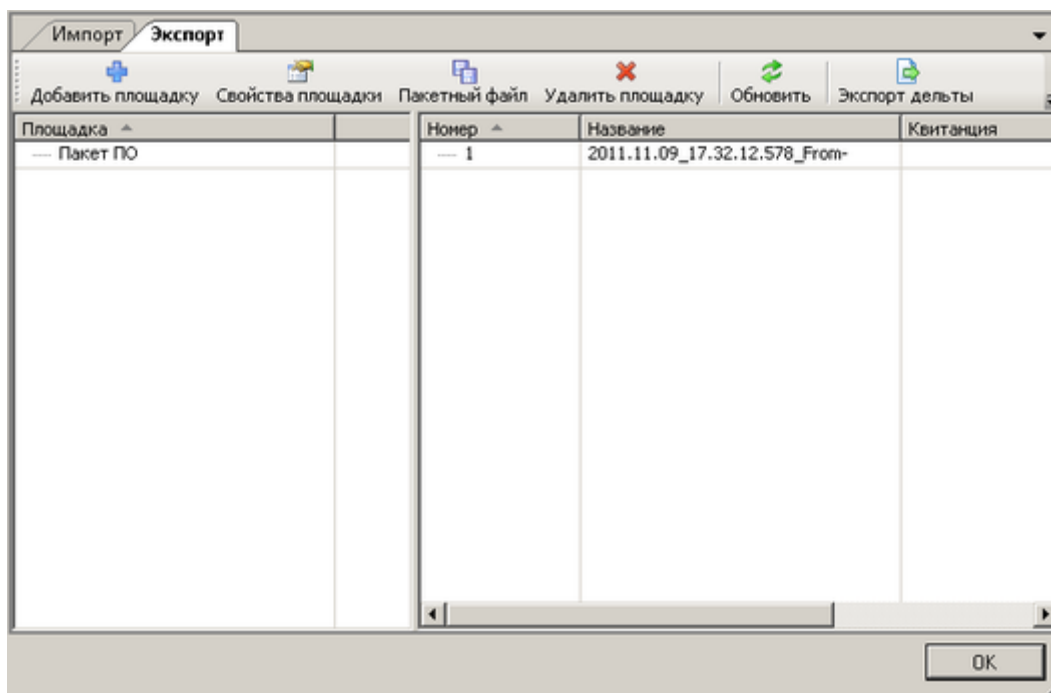 Импорт Экспорт
Добавить площадку Свойства площадки Пакетный файл Удалить площадку Обновить Экспорт дельты
Площадка Номер Название Квитанция
Пакет ПО 1 2011.11.09_17.32.12.578_From-
OK